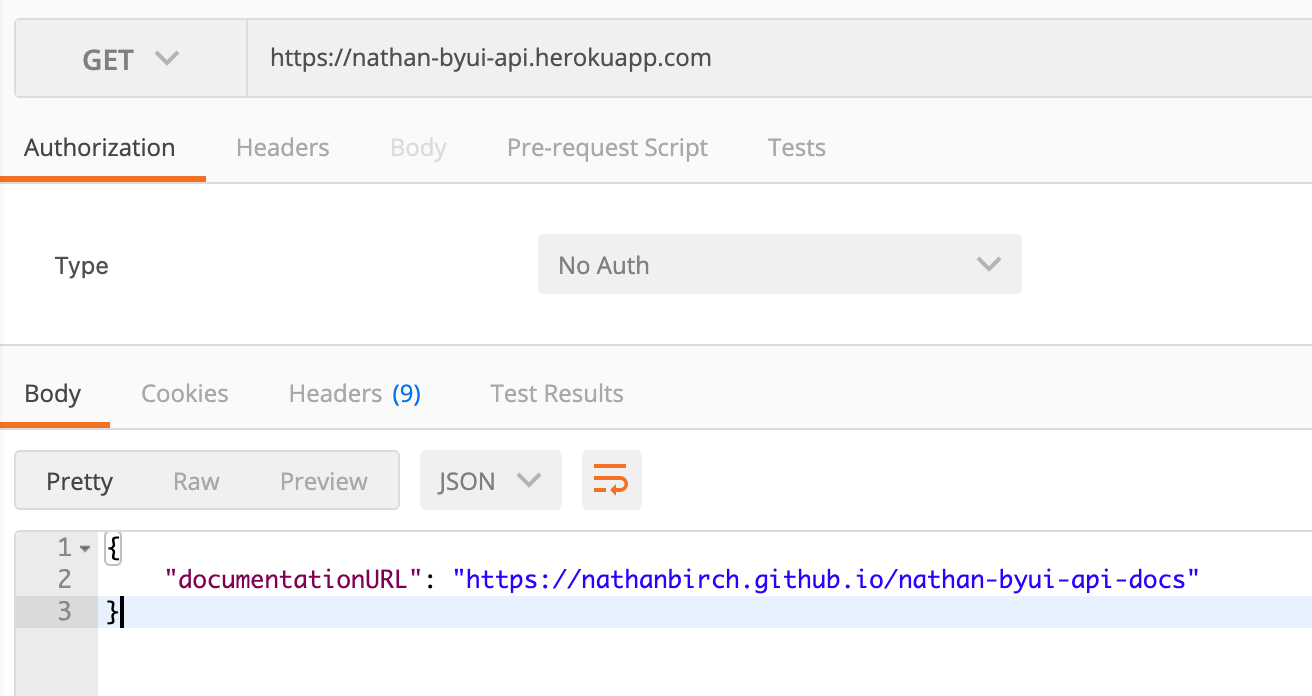 GET https://nathan-byui-api.herokuapp.com
Authorization Headers Body Pre-request Script Tests
Type No Auth
Body Cookies Headers (9) Test Results
Pretty Raw Preview JSON
1 {
2 "documentationURL": "https://nathanbirch.github.io/nathan-byui-api-docs"
3 }